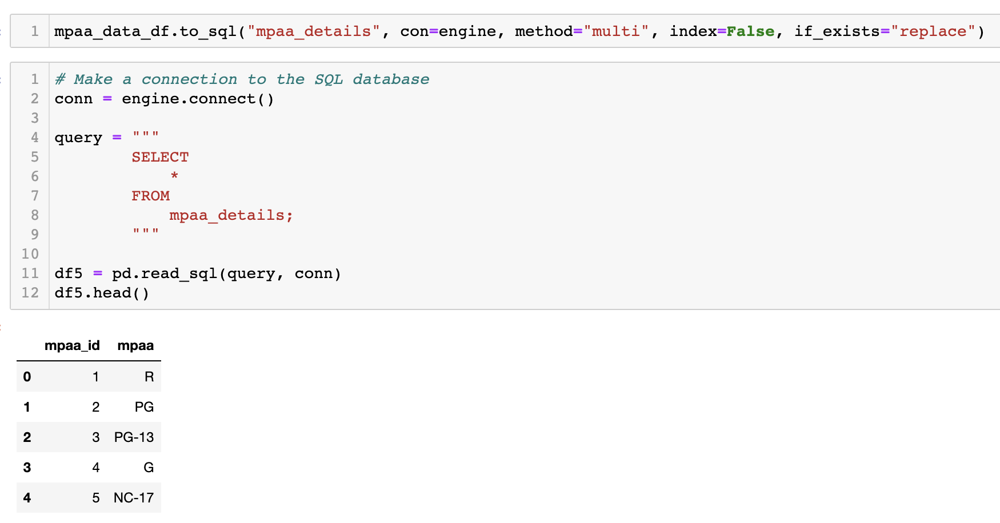 1 mpaa_data_df.to_sql("mpaa_details", con=engine, method="multi", index=False, if_exists="replace")
1 # Make a connection to the SQL database
2 conn = engine.connect()
3
4 query = """
5 SELECT
6 *
7 FROM
8 mpaa_details;
9 """
10
11 df5 = pd.read_sql(query, conn)
12 df5.head()
mpaa_id mpaa
0 1 R
1 2 PG
2 3 PG-13
3 4 G
4 5 NC-17